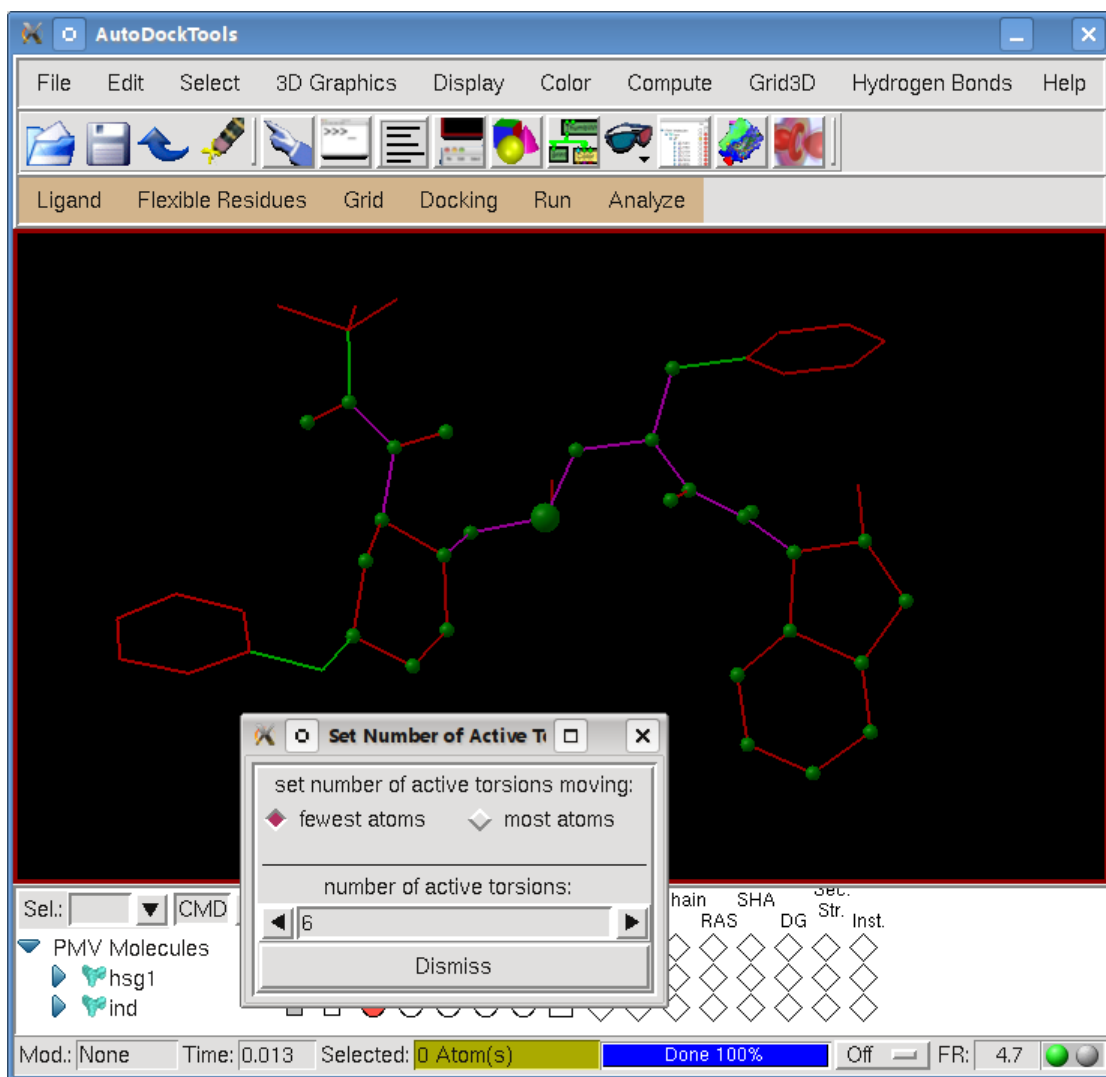 AutoDockTools
File Edit Select 3D Graphics Display Color Compute Grid3D Hydrogen Bonds Help
>>>_
Ligand Flexible Residues Grid Docking Run Analyze
Set Number of Active
set number of active torsions moving:
fewest atoms most atoms
number of active torsions:
6
Dismiss
Sel.: CMD hain SHA
RAS DG Str. Inst.
PMV Molecules
hsg1
ind
Mod.: None Time: 0.013 Selected: 0 Atom(s) Done 100% Off FR: 4.7